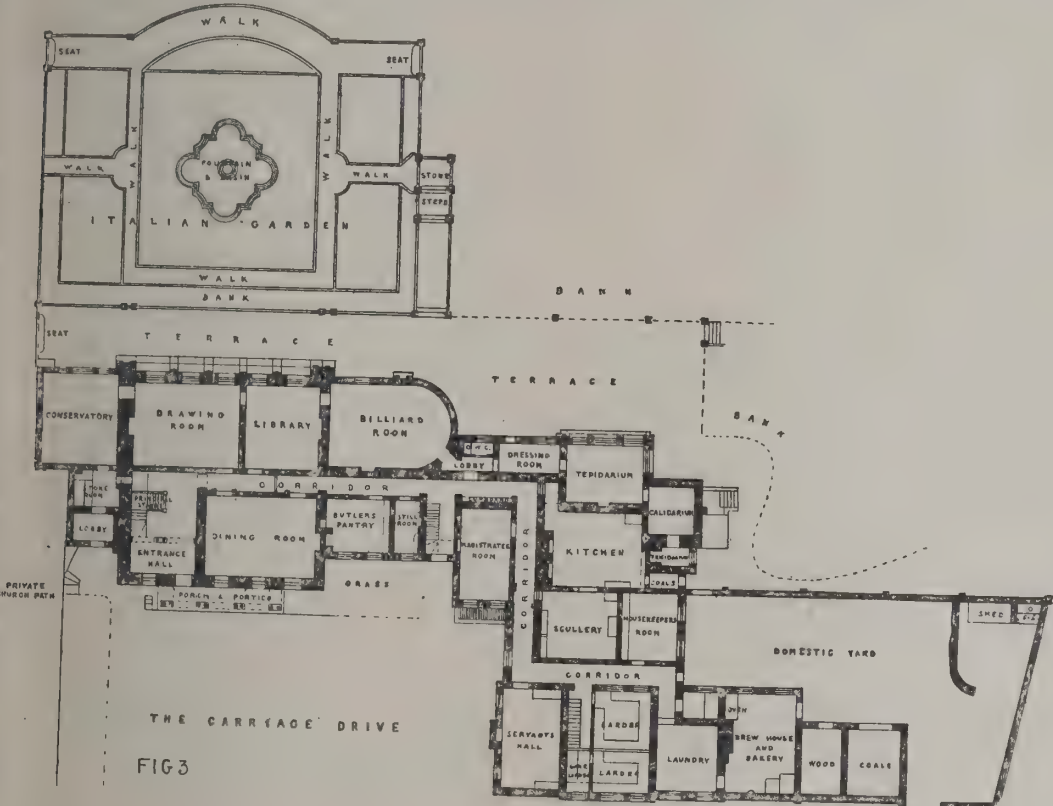 WALK
SEAT
SEAT
WALK
WALK
FOUNTAIN
& BASIN
WALK
WALK
STONE
STEPS
ITALIAN GARDEN
WALK
BANK
BANK
SEAT
TERRACE
TERRACE
BANK
CONSERVATORY
DRAWING
ROOM
LIBRARY
BILLIARD
ROOM
LOBBY
DRESSING
ROOM
TEPIDARIUM
CALIDARIUM
CORRIDOR
PRINCIPAL
STAIRS
LOBBY
ENTRANCE
HALL
DINING ROOM
BUTLERS
PANTRY
STILL
ROOM
MAGISTRATES
ROOM
CORRIDOR
KITCHEN
COALS
GRASS
PORCH & PORTICO
PRIVATE
CHURCH PATH
SCULLERY
HOUSEKEEPERS
ROOM
SHED
DOMESTIC YARD
CORRIDOR
THE CARRIAGE DRIVE
SERVANTS
HALL
LARDER
LARDER
LAUNDRY
OVEN
BREW HOUSE
AND
BAKERY
WOOD
COALS
FIG 3